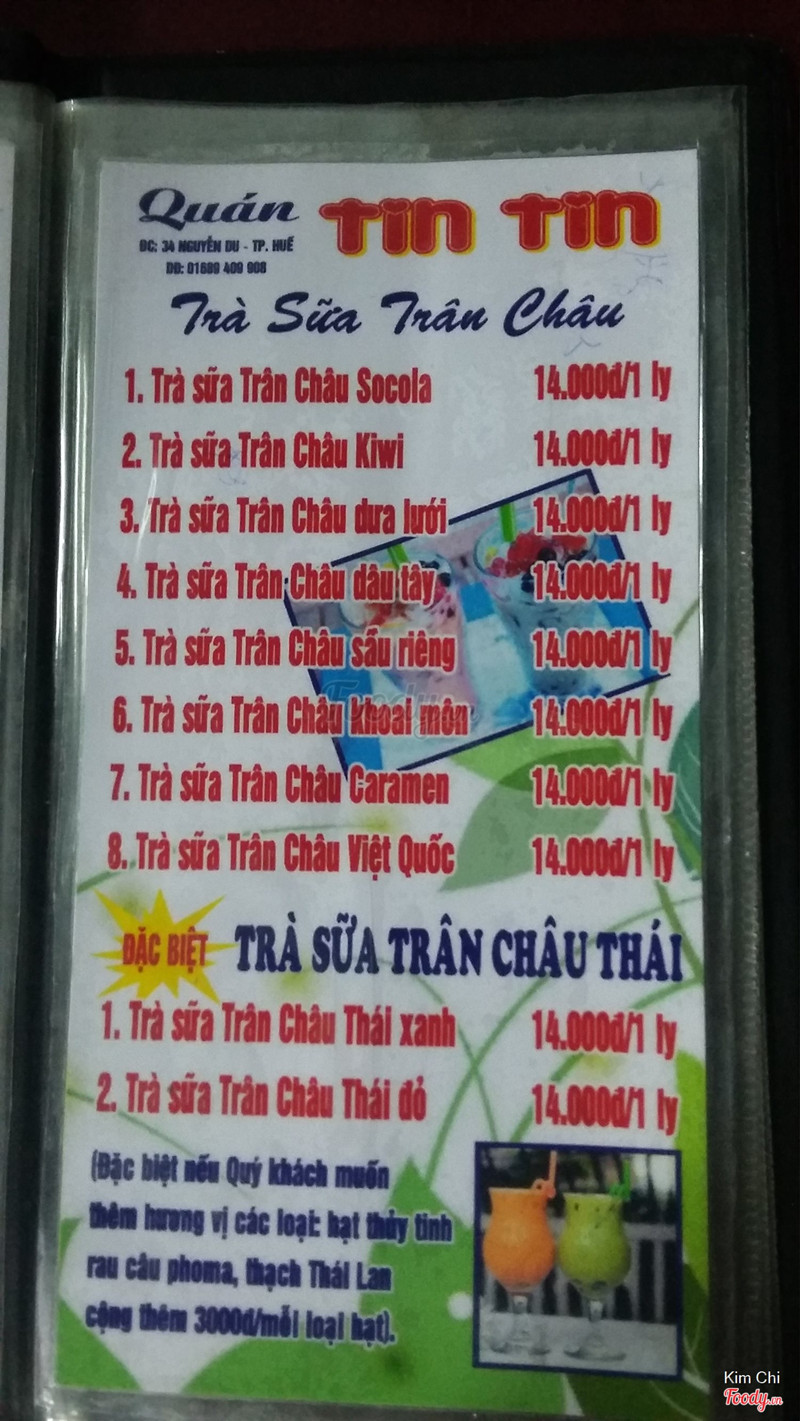 Quán Tin Tin
ĐC: 34 NGUYỄN DU - TP. HUẾ
DĐ: 01689 409 908
Trà Sữa Trân Châu
1. Trà sữa Trân Châu Socola 14.000đ/1 ly
2. Trà sữa Trân Châu Kiwi 14.000đ/1 ly
3. Trà sữa Trân Châu dưa lưới 14.000đ/1 ly
4. Trà sữa Trân Châu dâu tây 14.000đ/1 ly
5. Trà sữa Trân Châu sầu riêng 14.000đ/1 ly
6. Trà sữa Trân Châu khoai môn 14.000đ/1 ly
7. Trà sữa Trân Châu Caramen 14.000đ/1 ly
8. Trà sữa Trân Châu Việt Quốc 14.000đ/1 ly
ĐẶC BIỆT TRÀ SỮA TRÂN CHÂU THÁI
1. Trà sữa Trân Châu Thái xanh 14.000đ/1 ly
2. Trà sữa Trân Châu Thái đỏ 14.000đ/1 ly
(Đặc biệt nếu Quý khách muốn
thêm hương vị các loại: hạt thủy tinh
rau câu phoma, thạch Thái Lan
cộng thêm 3000đ/mỗi loại hạt).
Foody.vn
Kim Chi
Foody.vn